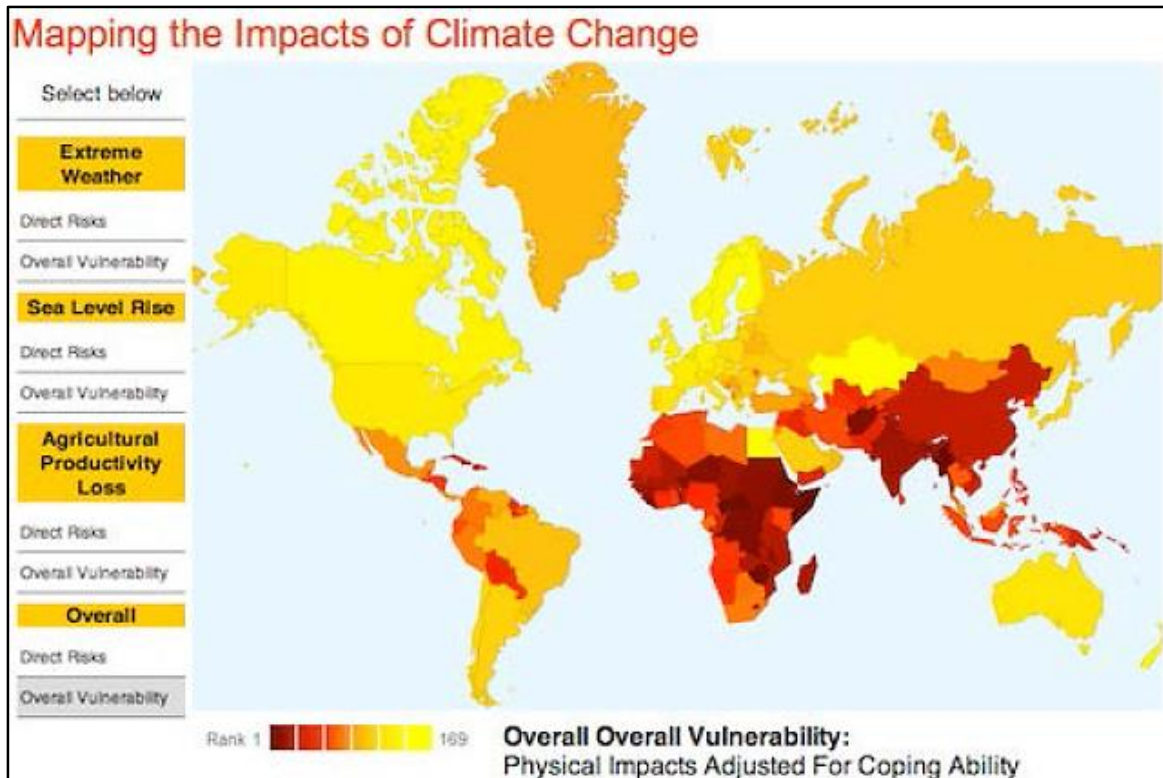 Mapping the Impacts of Climate Change
Select below
Extreme
Weather
Direct Risks
Overall Vulnerability
Sea Level Rise
Direct Risks
Overall Vulnerability
Agricultural
Productivity
Loss
Direct Risks
Overall Vulnerability
Overall
Direct Risks
Overall Vulnerability
Rank 1 169
Overall Overall Vulnerability:
Physical Impacts Adjusted For Coping Ability